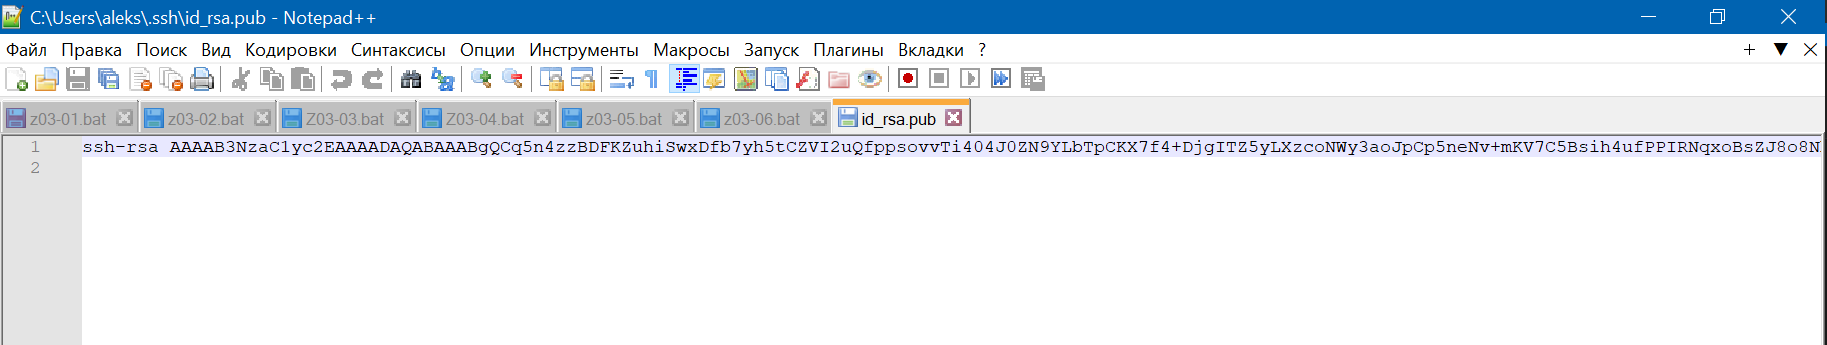 C:\Users\aleks\.ssh\id_rsa.pub - Notepad++
Файл Правка Поиск Вид Кодировки Синтаксисы Опции Инструменты Макросы Запуск Плагины Вкладки ?
z03-01.bat z03-02.bat Z03-03.bat Z03-04.bat z03-05.bat z03-06.bat id_rsa.pub
1 ssh-rsa AAAAB3NzaC1yc2EAAAADAQABAAABgQCq5n4zzBDFKZuhiSwxDfb7yh5tCZVI2uQfppsovvTi404J0ZN9YLbTpCKX7f4+DjgITZ5yLXzcoNWy3aoJpCp5neNv+mKV7C5Bsih4ufPPIRNqxoBsZJ8o8N
2